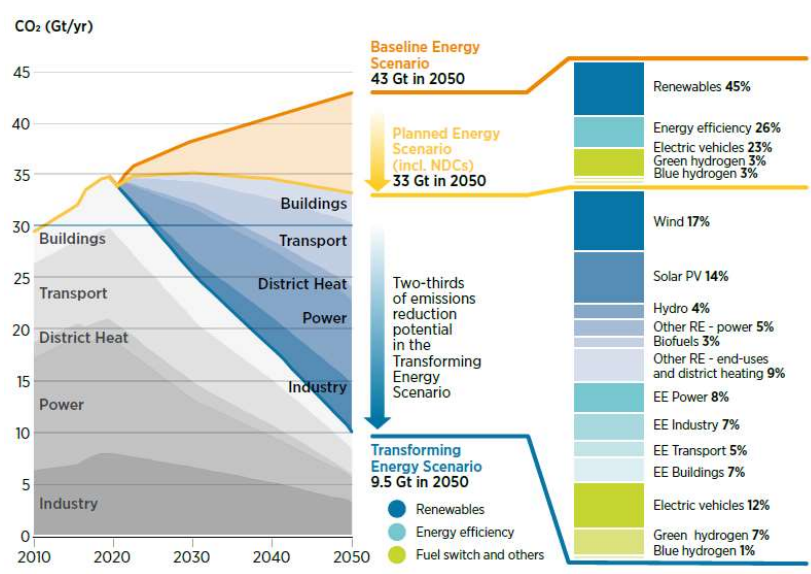 CO₂ (Gt/yr)
45
40
35
30
25
20
15
10
5
0
2010
2020
2030
2040
2050
Buildings
Transport
District Heat
Power
Industry
Buildings
Transport
District Heat
Power
Industry
Baseline Energy
Scenario
43 Gt in 2050
Planned Energy
Scenario
(incl. NDCs)
33 Gt in 2050
Two-thirds
of emissions
reduction
potential
in the
Transforming
Energy
Scenario
Transforming
Energy Scenario
9.5 Gt in 2050
Renewables
Energy efficiency
Fuel switch and others
Renewables 45%
Energy efficiency 26%
Electric vehicles 23%
Green hydrogen 3%
Blue hydrogen 3%
Wind 17%
Solar PV 14%
Hydro 4%
Other RE - power 5%
Biofuels 3%
Other RE - end-uses
and district heating 9%
EE Power 8%
EE Industry 7%
EE Transport 5%
EE Buildings 7%
Electric vehicles 12%
Green hydrogen 7%
Blue hydrogen 1%